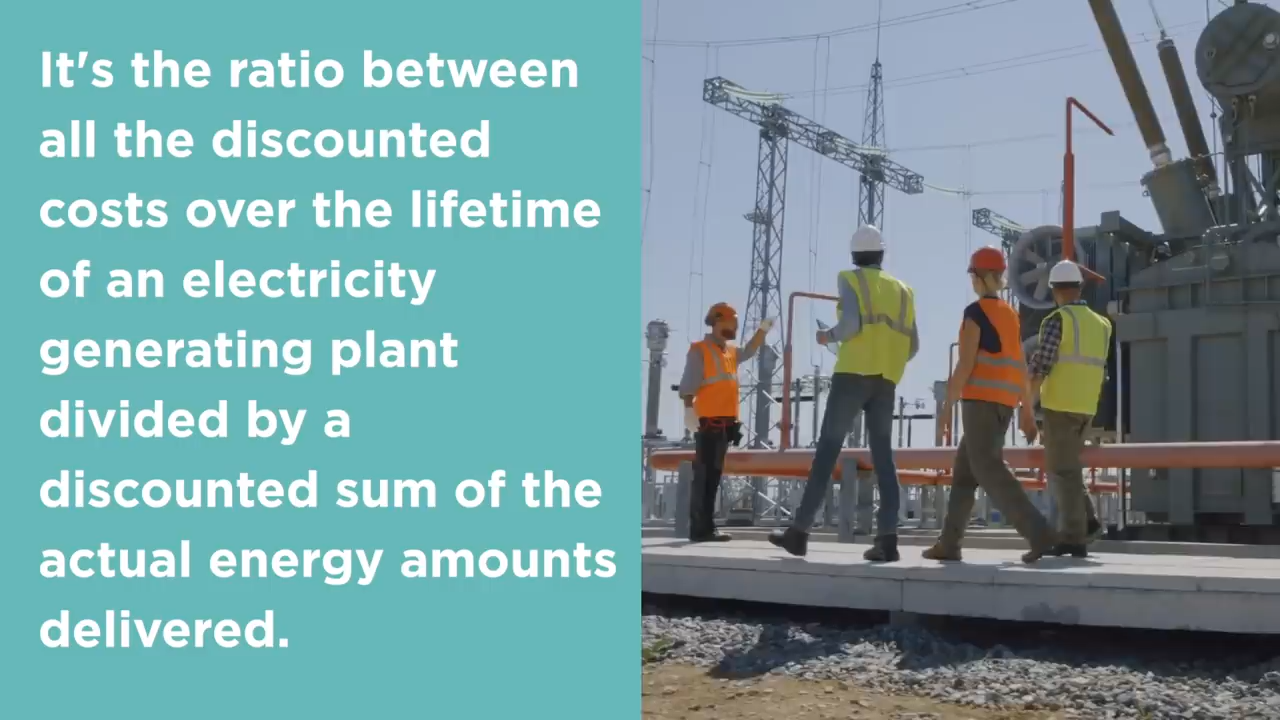 It's the ratio between
all the discounted
costs over the lifetime
of an electricity
generating plant
divided by a
discounted sum of the
actual energy amounts
delivered.